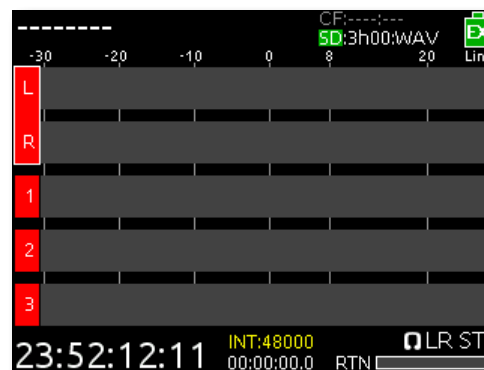 --------
CF:----:---
SD:3h00:WAV
-30 -20 -10 0 8 20
L
R
1
2
3
23:52:12:11
INT:48000
00:00:00.0
LR ST
RTN